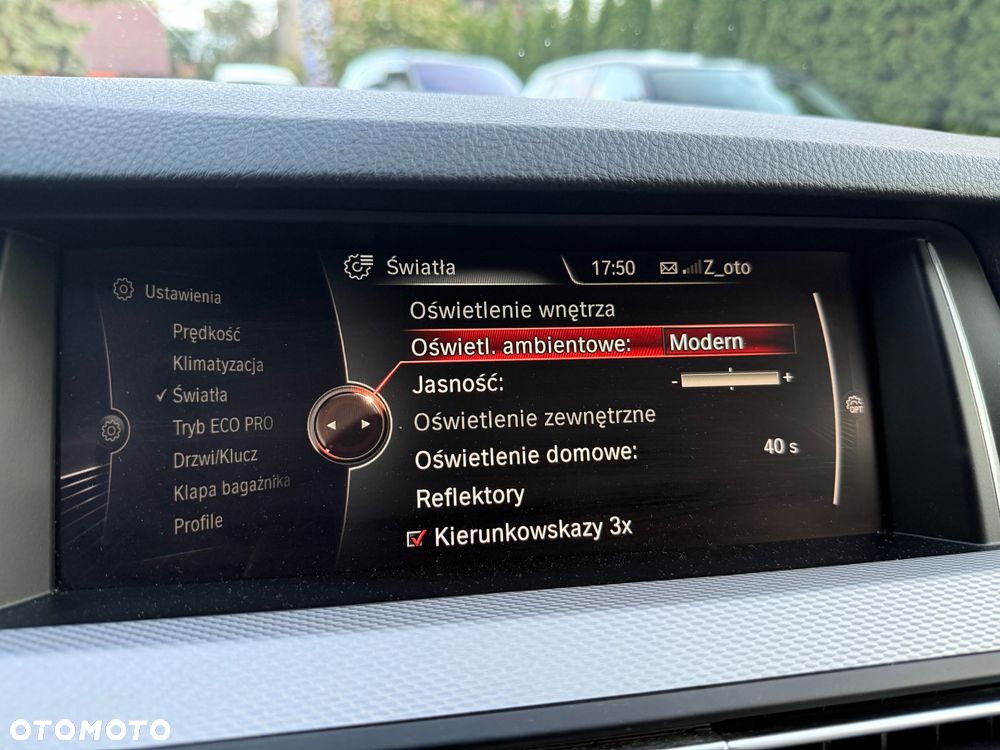 Ustawienia
Prędkość
Klimatyzacja
Światła
Tryb ECO PRO
Drzwi/Klucz
Klapa bagażnika
Profile
Światła
17:50
Z_oto
Oświetlenie wnętrza
Oświetl. ambientowe: Modern
Jasność: - +
Oświetlenie zewnętrzne
Oświetlenie domowe: 40 s
Reflektory
Kierunkowskazy 3x
OPT
OTOMOTO